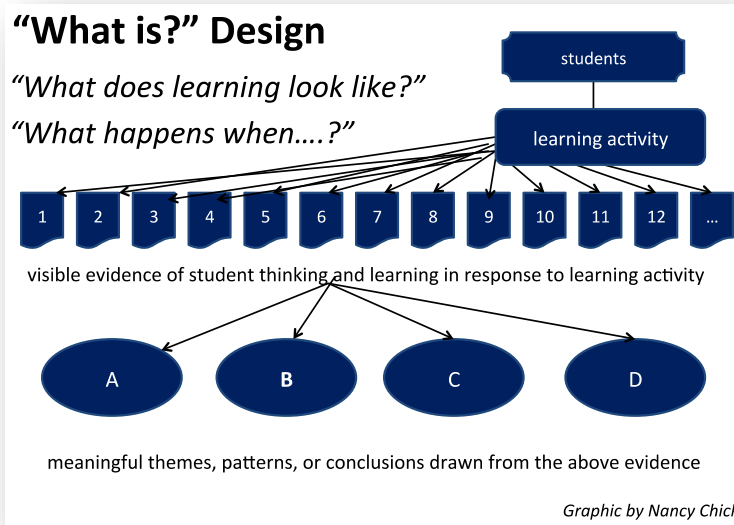 “What is?” Design
“What does learning look like?”
“What happens when….?”
students
learning activity
1 2 3 4 5 6 7 8 9 10 11 12 …
visible evidence of student thinking and learning in response to learning activity
A B C D
meaningful themes, patterns, or conclusions drawn from the above evidence
Graphic by Nancy Chick